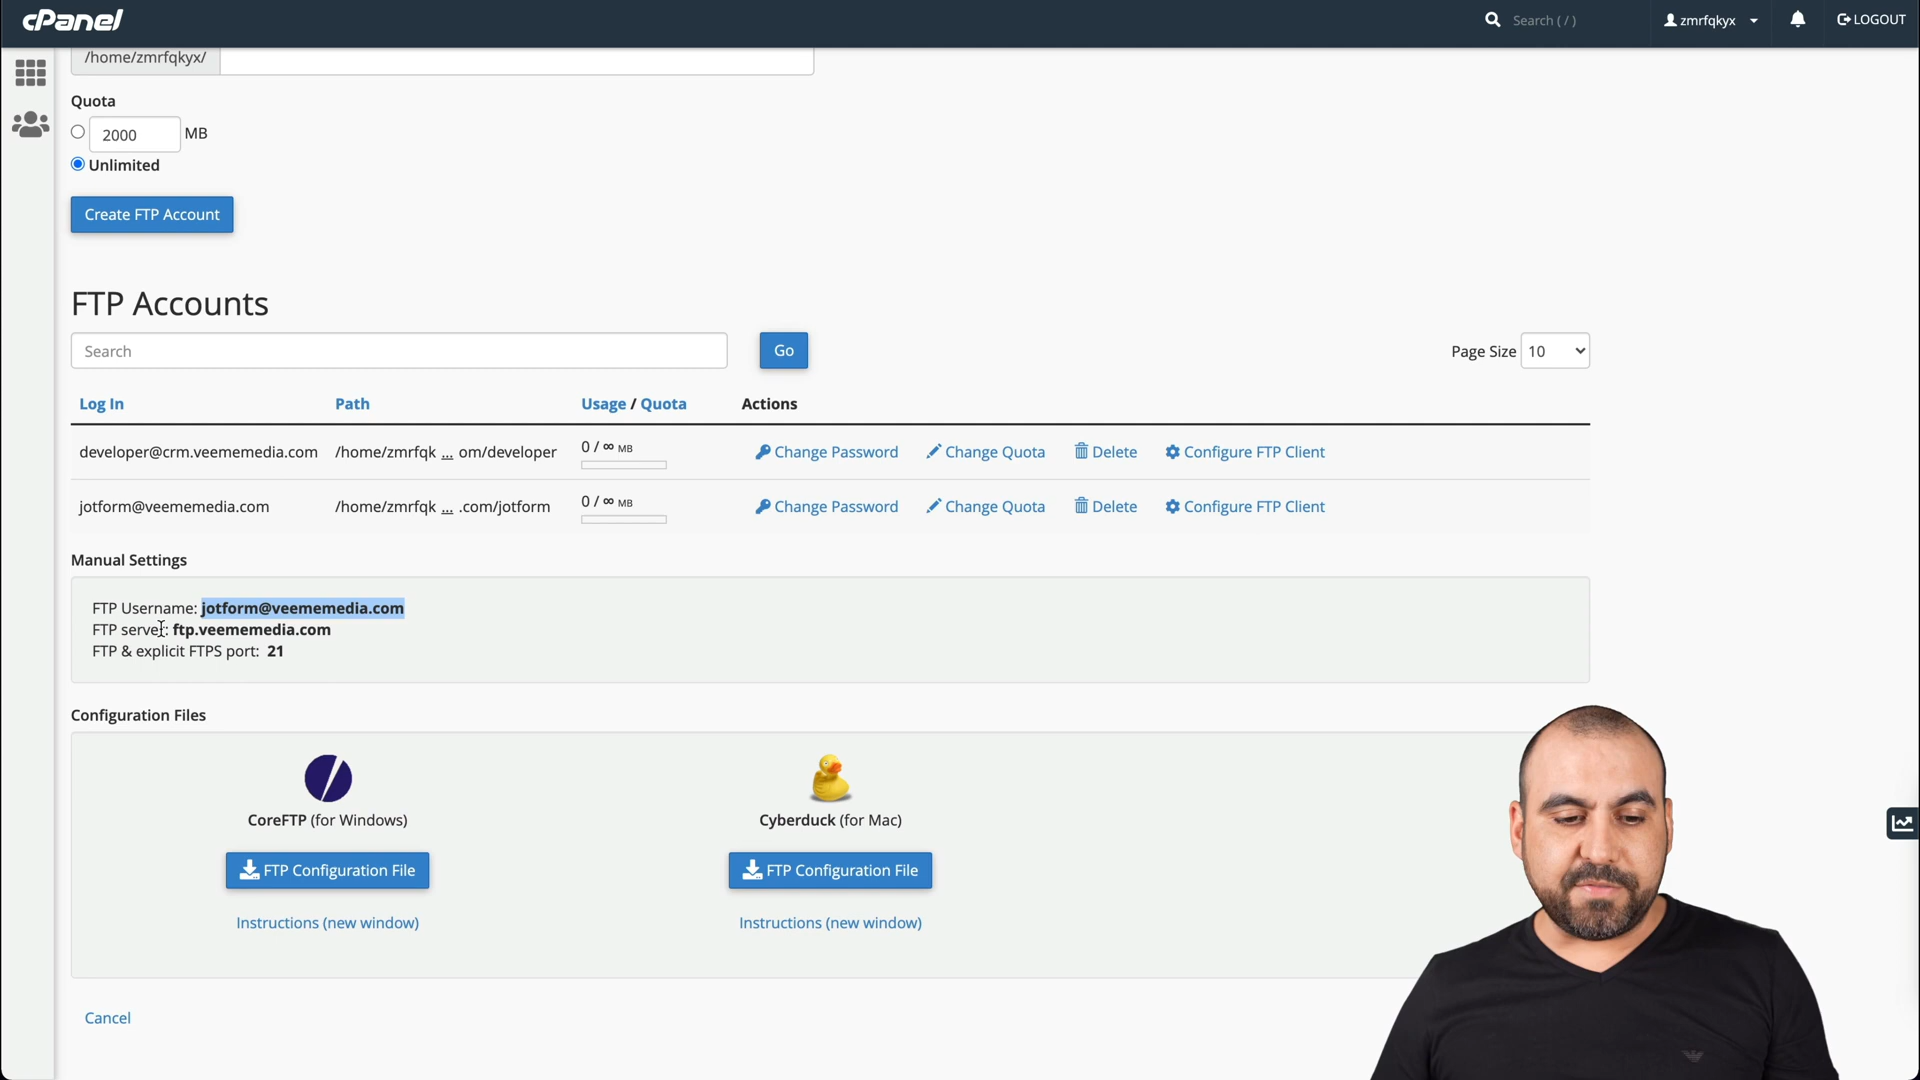 cPanel
Search ( / )
zmrfqkyx
LOGOUT
/home/zmrfqkyx/
Quota
2000 MB
Unlimited
Create FTP Account
FTP Accounts
Search
Go
Page Size 10
Log In Path Usage / Quota Actions
developer@crm.veememedia.com /home/zmrfqk ... om/developer 0 / ∞ MB Change Password Change Quota Delete Configure FTP Client
jotform@veememedia.com /home/zmrfqk ... .com/jotform 0 / ∞ MB Change Password Change Quota Delete Configure FTP Client
Manual Settings
FTP Username: jotform@veememedia.com
FTP server: ftp.veememedia.com
FTP & explicit FTPS port: 21
Configuration Files
CoreFTP (for Windows)
Cyberduck (for Mac)
FTP Configuration File
FTP Configuration File
Instructions (new window)
Instructions (new window)
Cancel